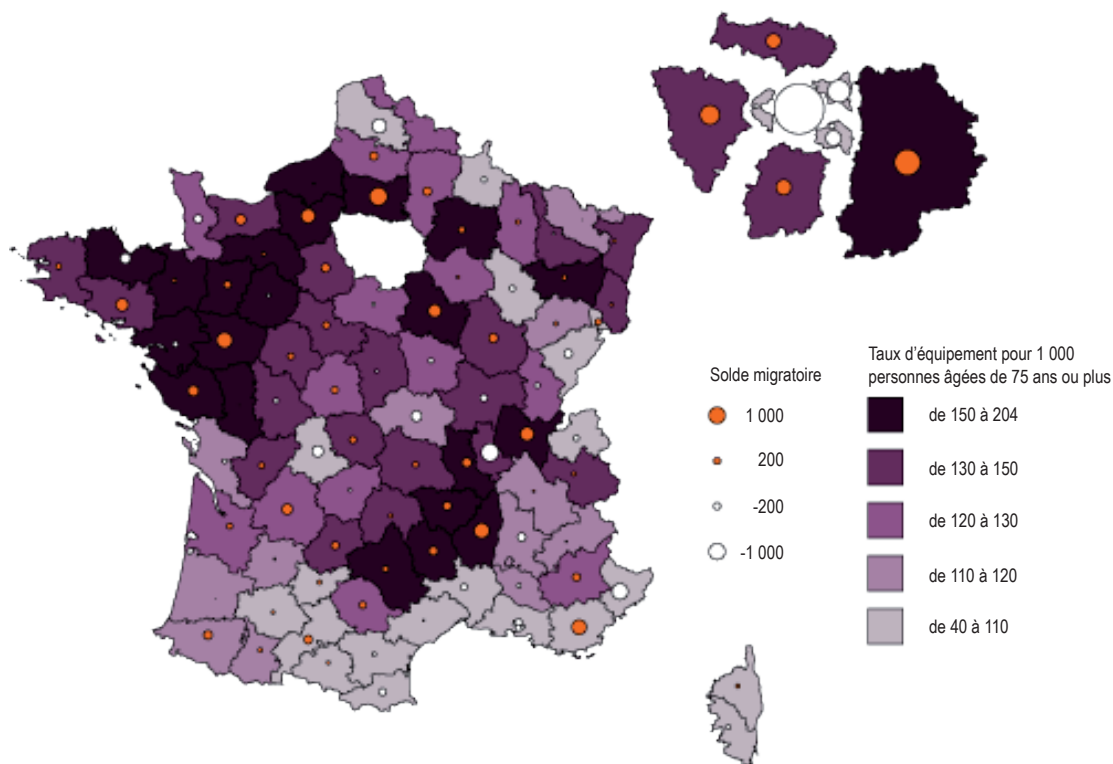 Solde migratoire
1 000
200
-200
-1 000
Taux d'équipement pour 1 000
personnes âgées de 75 ans ou plus
de 150 à 204
de 130 à 150
de 120 à 130
de 110 à 120
de 40 à 110